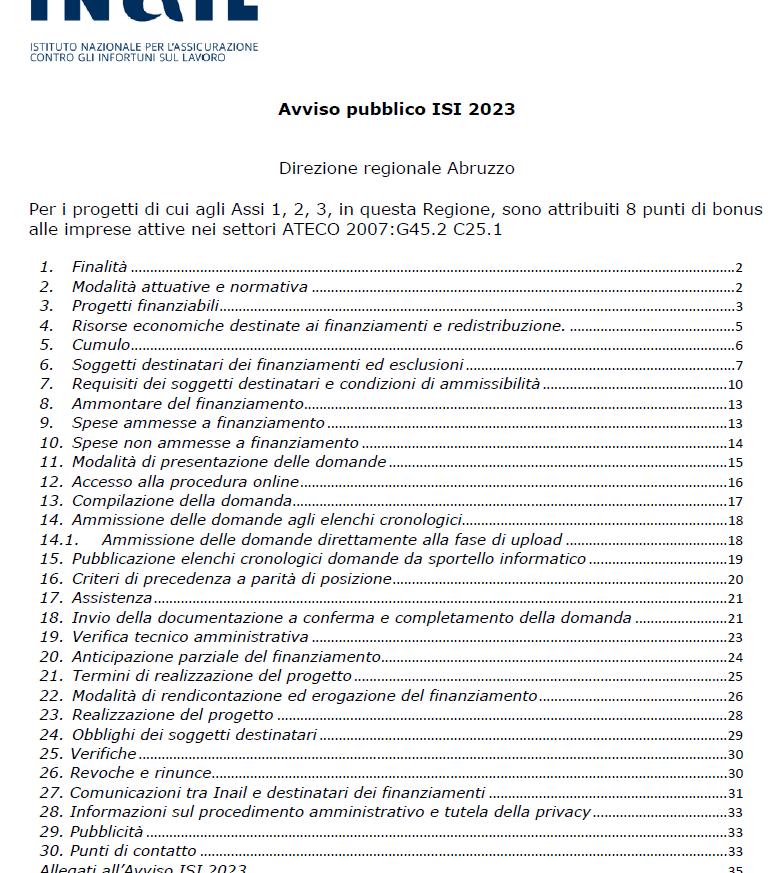 INAIL
ISTITUTO NAZIONALE PER L'ASSICURAZIONE
CONTRO GLI INFORTUNI SUL LAVORO
Avviso pubblico ISI 2023
Direzione regionale Abruzzo
Per i progetti di cui agli Assi 1, 2, 3, in questa Regione, sono attribuiti 8 punti di bonus
alle imprese attive nei settori ATECO 2007:G45.2 C25.1
1. Finalità ... 2
2. Modalità attuative e normativa ... 2
3. Progetti finanziabili ... 3
4. Risorse economiche destinate ai finanziamenti e redistribuzione. ... 5
5. Cumulo ... 6
6. Soggetti destinatari dei finanziamenti ed esclusioni ... 7
7. Requisiti dei soggetti destinatari e condizioni di ammissibilità ... 10
8. Ammontare del finanziamento ... 13
9. Spese ammesse a finanziamento ... 13
10. Spese non ammesse a finanziamento ... 14
11. Modalità di presentazione delle domande ... 15
12. Accesso alla procedura online ... 16
13. Compilazione della domanda ... 17
14. Ammissione delle domande agli elenchi cronologici ... 18
14.1. Ammissione delle domande direttamente alla fase di upload ... 18
15. Pubblicazione elenchi cronologici domande da sportello informatico ... 19
16. Criteri di precedenza a parità di posizione ... 20
17. Assistenza ... 21
18. Invio della documentazione a conferma e completamento della domanda ... 21
19. Verifica tecnico amministrativa ... 23
20. Anticipazione parziale del finanziamento ... 24
21. Termini di realizzazione del progetto ... 25
22. Modalità di rendicontazione ed erogazione del finanziamento ... 26
23. Realizzazione del progetto ... 28
24. Obblighi dei soggetti destinatari ... 29
25. Verifiche ... 30
26. Revoche e rinunce ... 30
27. Comunicazioni tra Inail e destinatari dei finanziamenti ... 31
28. Informazioni sul procedimento amministrativo e tutela della privacy ... 33
29. Pubblicità ... 33
30. Punti di contatto ... 33
Allegati all'Avviso ISI 2023 ... 35